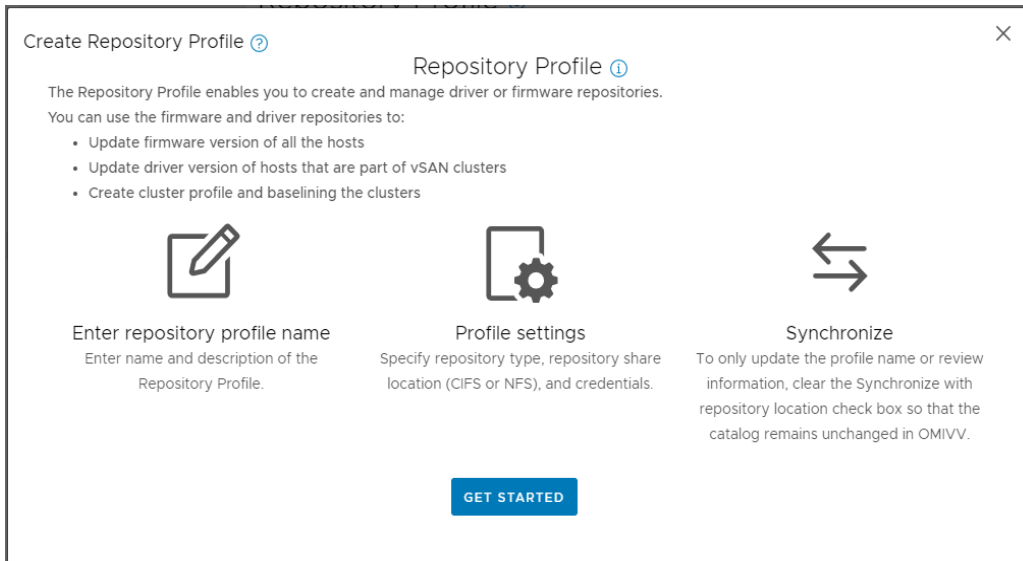 Create Repository Profile
Repository Profile
The Repository Profile enables you to create and manage driver or firmware repositories.
You can use the firmware and driver repositories to:
• Update firmware version of all the hosts
• Update driver version of hosts that are part of vSAN clusters
• Create cluster profile and baselining the clusters
Enter repository profile name
Enter name and description of the
Repository Profile.
Profile settings
Specify repository type, repository share
location (CIFS or NFS), and credentials.
Synchronize
To only update the profile name or review
information, clear the Synchronize with
repository location check box so that the
catalog remains unchanged in OMIVV.
GET STARTED